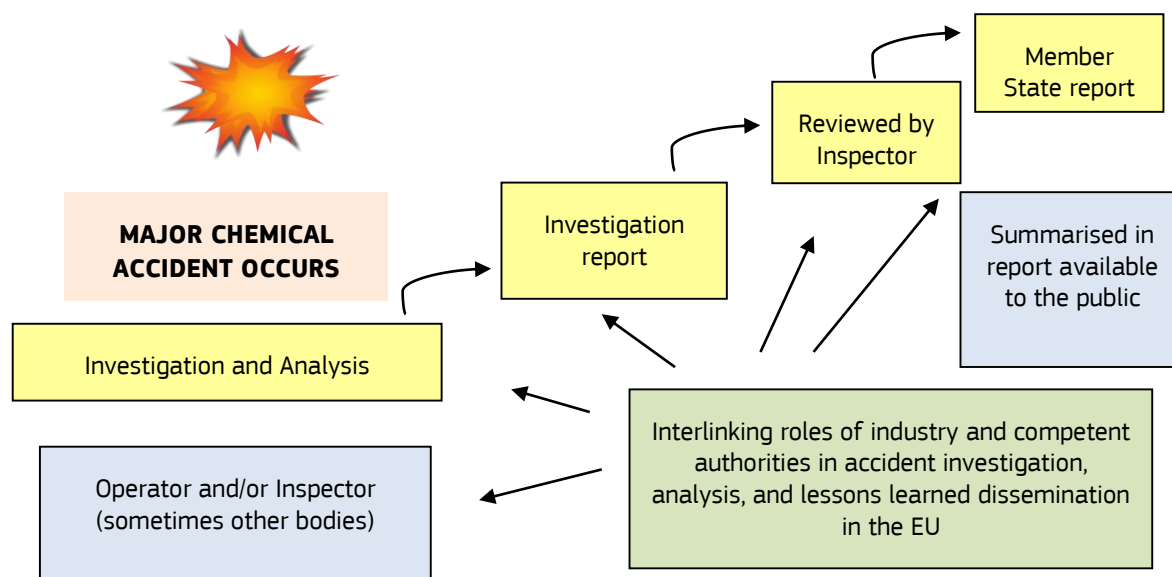 MAJOR CHEMICAL
ACCIDENT OCCURS
Investigation and Analysis
Operator and/or Inspector
(sometimes other bodies)
Investigation
report
Reviewed by
Inspector
Member
State report
Summarised in
report available
to the public
Interlinking roles of industry and competent
authorities in accident investigation,
analysis, and lessons learned dissemination
in the EU